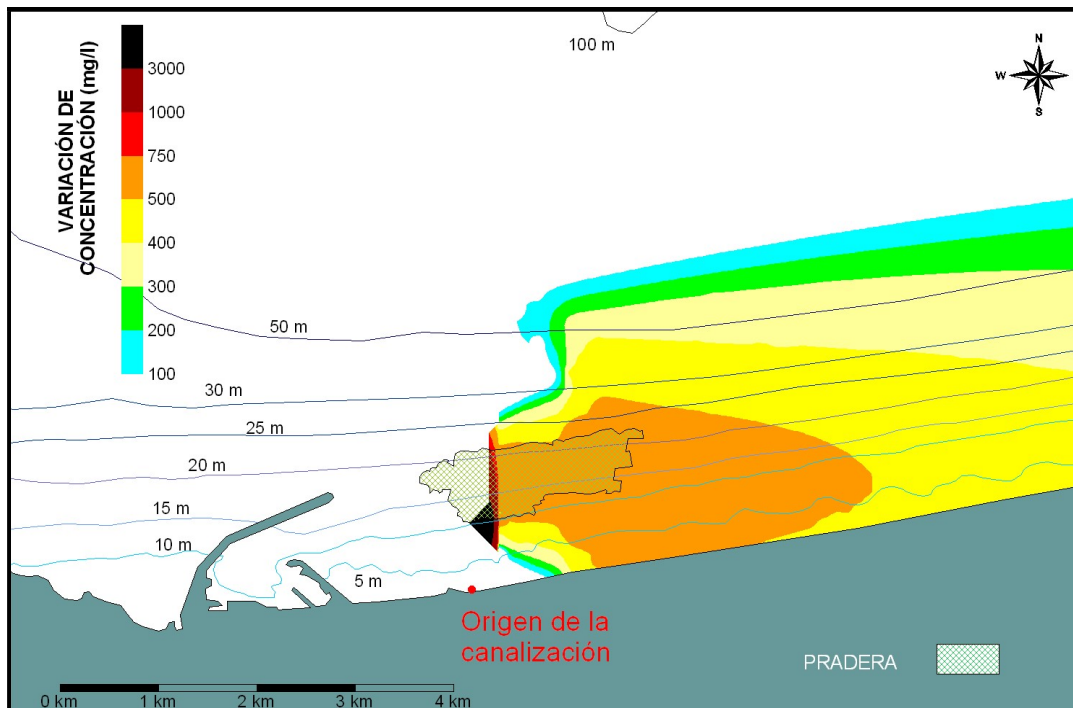 100 m
N
W
S
VARIACIÓN DE
CONCENTRACIÓN (mg/l)
3000
1000
750
500
400
300
200
100
50 m
30 m
25 m
20 m
15 m
10 m
5 m
Origen de la
canalización
PRADERA
0 km
1 km
2 km
3 km
4 km